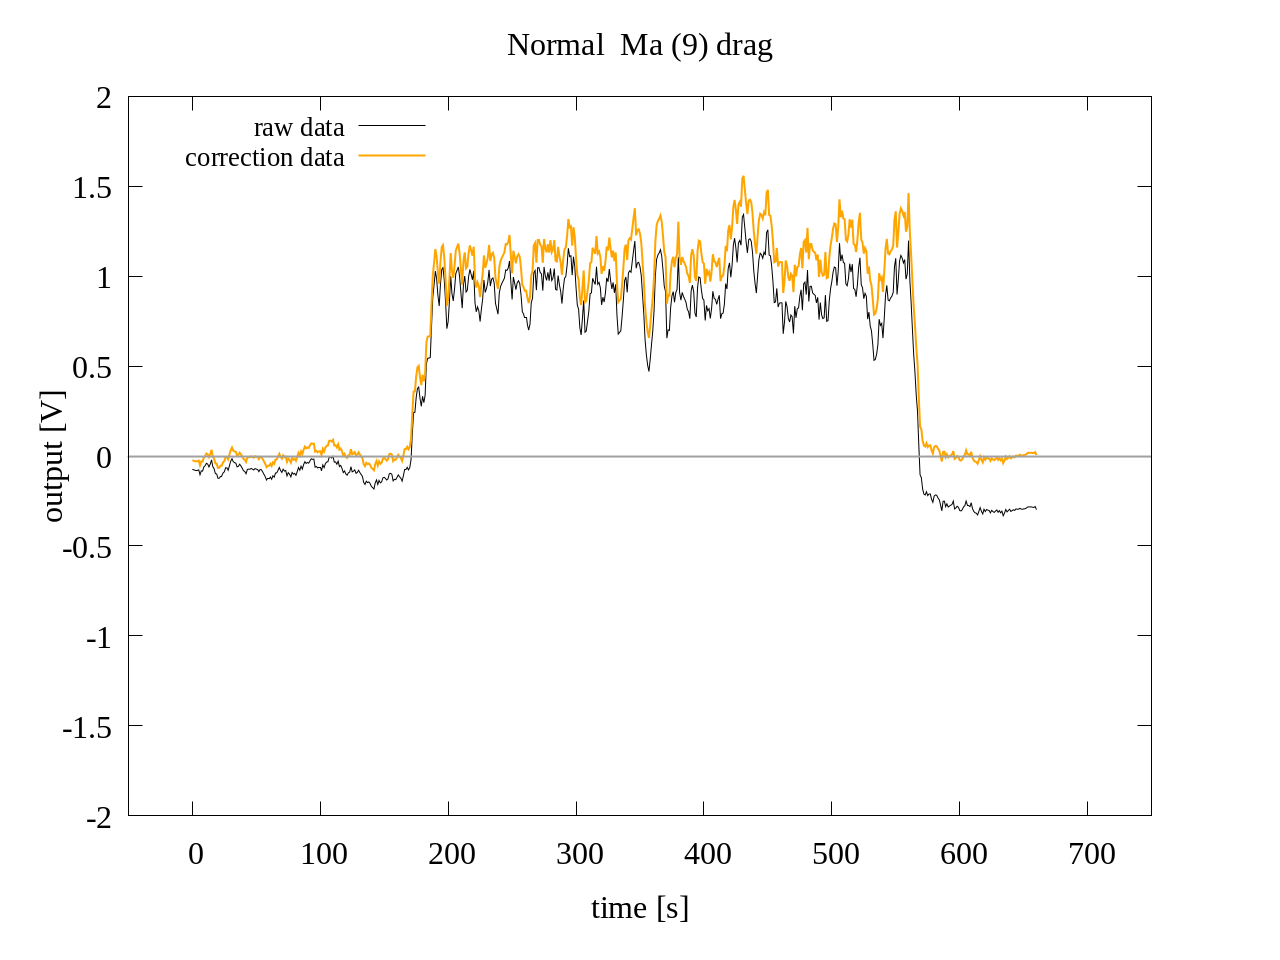 Normal  Ma (9) drag
raw data
correction data
2
1.5
1
0.5
0
-0.5
-1
-1.5
-2
output [V]
0 100 200 300 400 500 600 700
time [s]